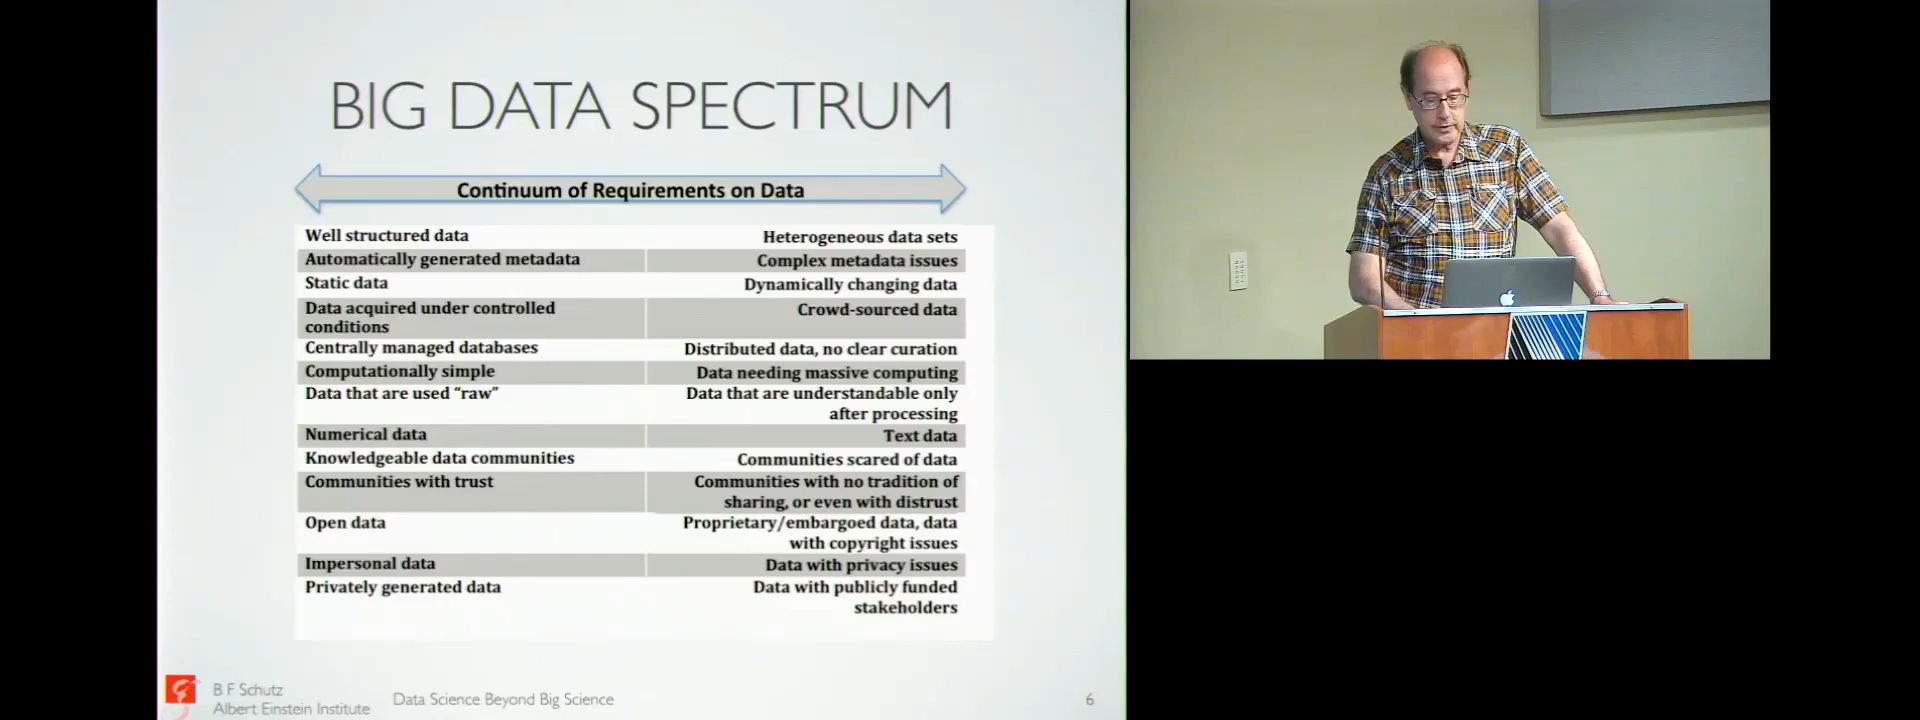 BIG DATA SPECTRUM
Continuum of Requirements on Data
Well structured data
Heterogeneous data sets
Automatically generated metadata
Complex metadata issues
Static data
Dynamically changing data
Data acquired under controlled
conditions
Crowd-sourced data
Centrally managed databases
Distributed data, no clear curation
Computationally simple
Data needing massive computing
Data that are used “raw”
Data that are understandable only
after processing
Numerical data
Text data
Knowledgeable data communities
Communities scared of data
Communities with trust
Communities with no tradition of
sharing, or even with distrust
Open data
Proprietary/embargoed data, data
with copyright issues
Impersonal data
Data with privacy issues
Privately generated data
Data with publicly funded
stakeholders
B F Schutz
Albert Einstein Institute
Data Science Beyond Big Science
6